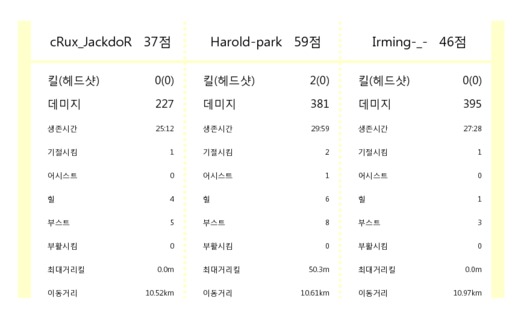 cRux_JackdoR 37점 Harold-park 59점 Irming-_- 46점
킬(헤드샷) 0(0) 킬(헤드샷) 2(0) 킬(헤드샷) 0(0)
데미지 227 데미지 381 데미지 395
생존시간 25:12 생존시간 29:59 생존시간 27:28
기절시킴 1 기절시킴 2 기절시킴 1
어시스트 0 어시스트 1 어시스트 0
힐 4 힐 6 힐 1
부스트 5 부스트 8 부스트 3
부활시킴 0 부활시킴 0 부활시킴 0
최대거리킬 0.0m 최대거리킬 50.3m 최대거리킬 0.0m
이동거리 10.52km 이동거리 10.61km 이동거리 10.97km